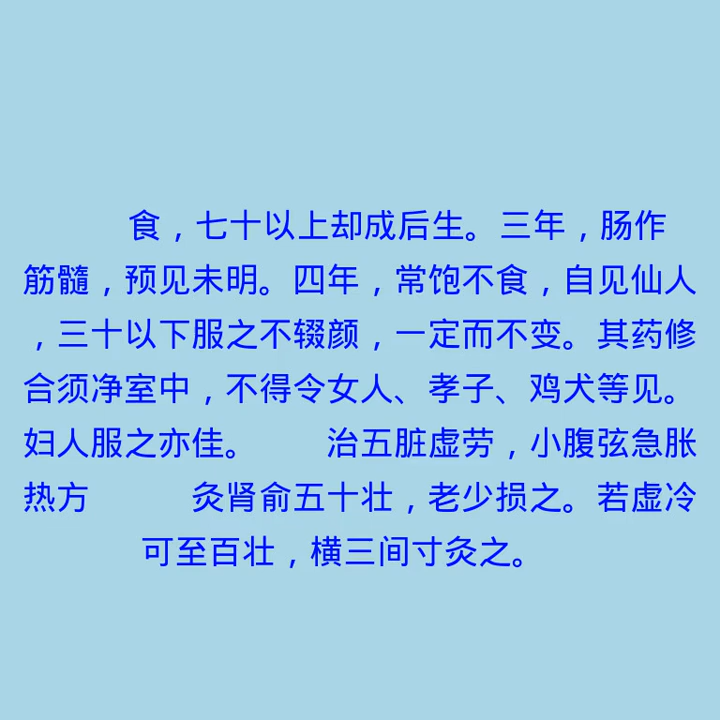 食，七十以上却成后生。三年，肠作
筋髓，预见未明。四年，常饱不食，自见仙人
，三十以下服之不辍颜，一定而不变。其药修
合须净室中，不得令女人、孝子、鸡犬等见。
妇人服之亦佳。 治五脏虚劳，小腹弦急胀
热方 灸肾俞五十壮，老少损之。若虚冷
可至百壮，横三间寸灸之。